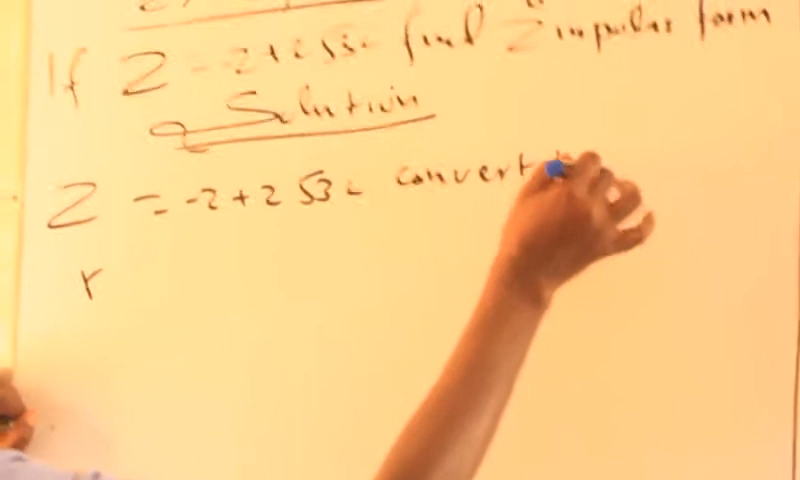 If Z = -2+2√3i find Z in polar form
Solution
Z = -2+2√3i convert
r